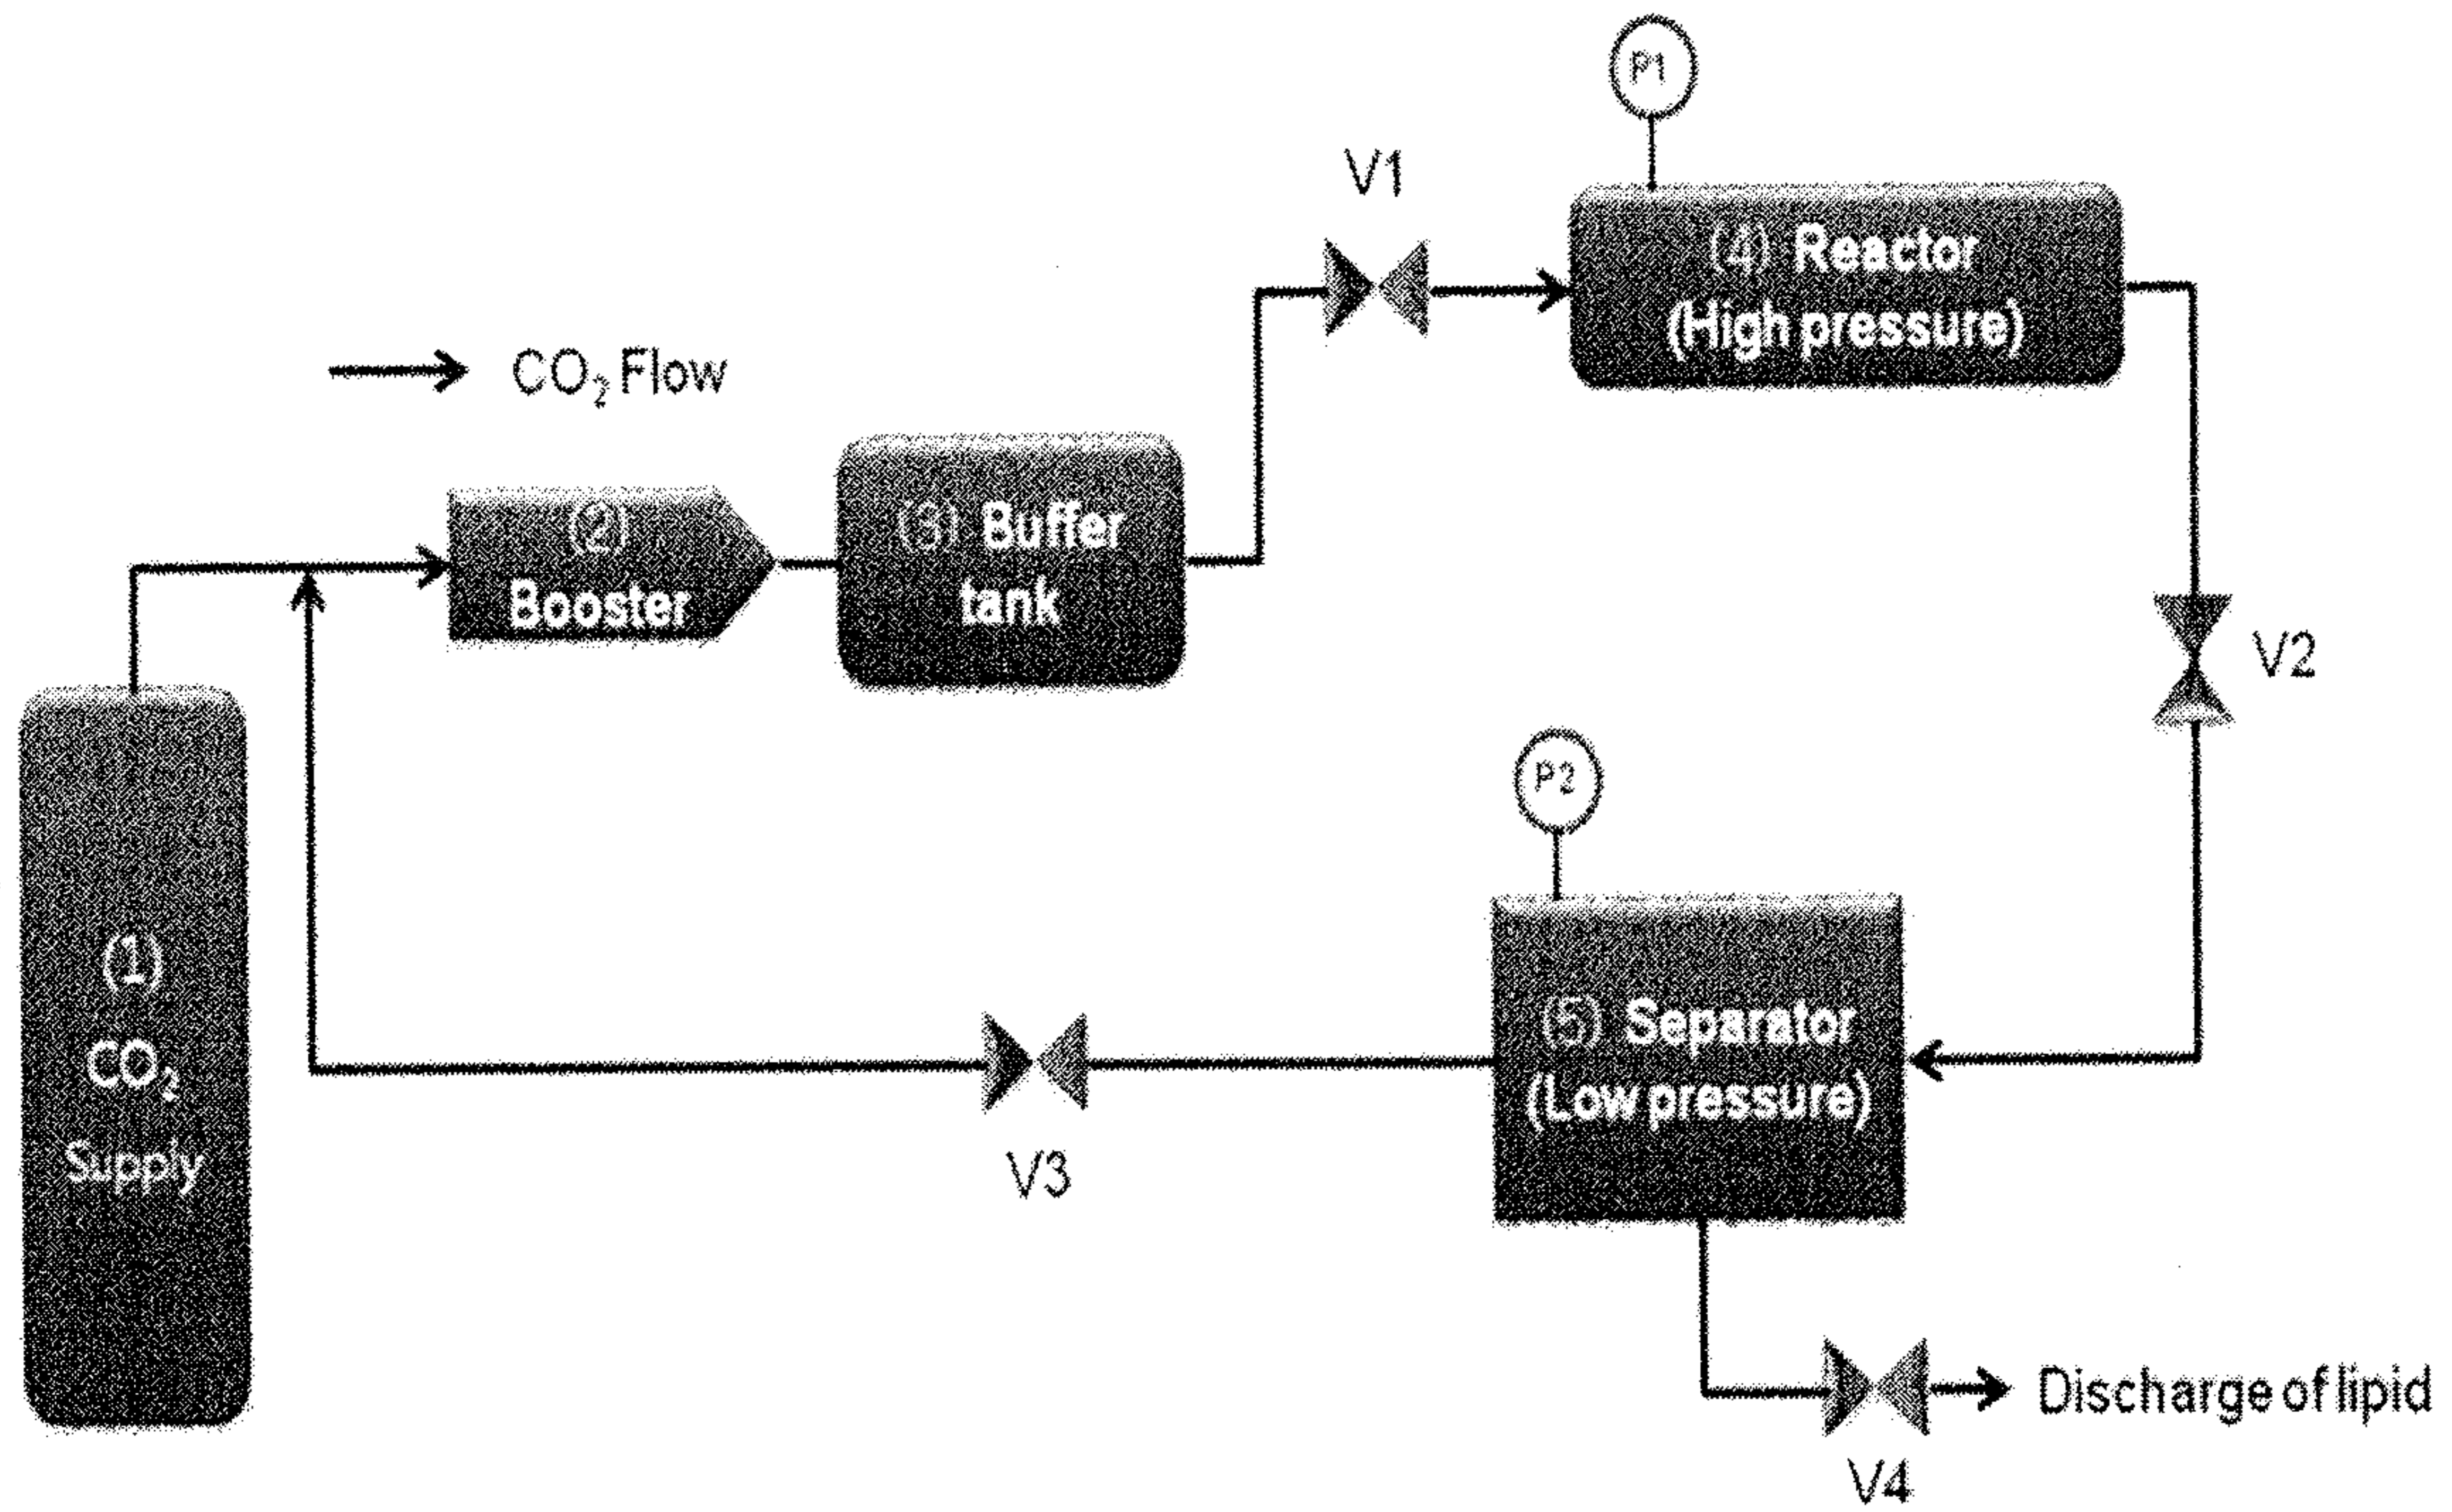 P1
V1
(4) Reactor
(High pressure)
CO₂ Flow
(2)
Booster
(3) Buffer
tank
V2
P2
(1)
CO₂
Supply
(5) Separator
(Low pressure)
V3
Discharge of lipid
V4